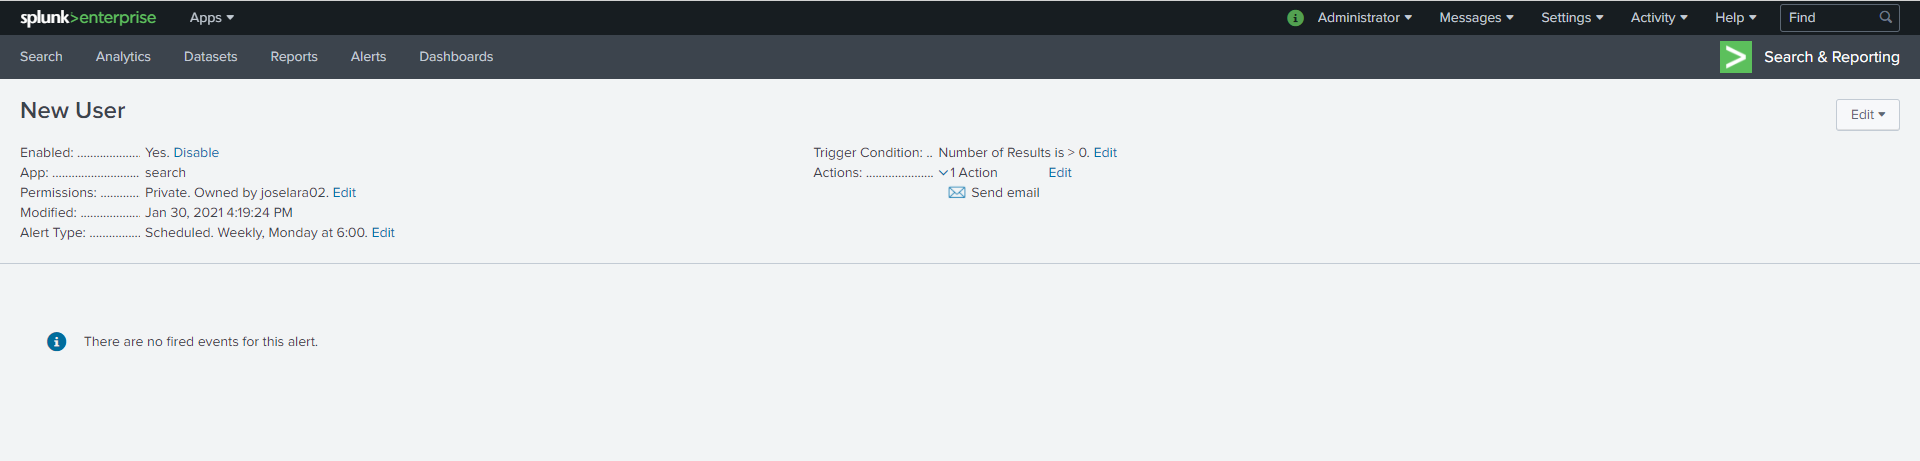 splunk>enterprise Apps Administrator Messages Settings Activity Help Find
Search Analytics Datasets Reports Alerts Dashboards Search & Reporting
New User
Edit
Enabled: ................... Yes. Disable
App: ........................... search
Permissions: ............ Private. Owned by joselara02. Edit
Modified: ................... Jan 30, 2021 4:19:24 PM
Alert Type: ................ Scheduled. Weekly, Monday at 6:00. Edit
Trigger Condition: .. Number of Results is > 0. Edit
Actions: ..................... 1 Action Edit
Send email
There are no fired events for this alert.